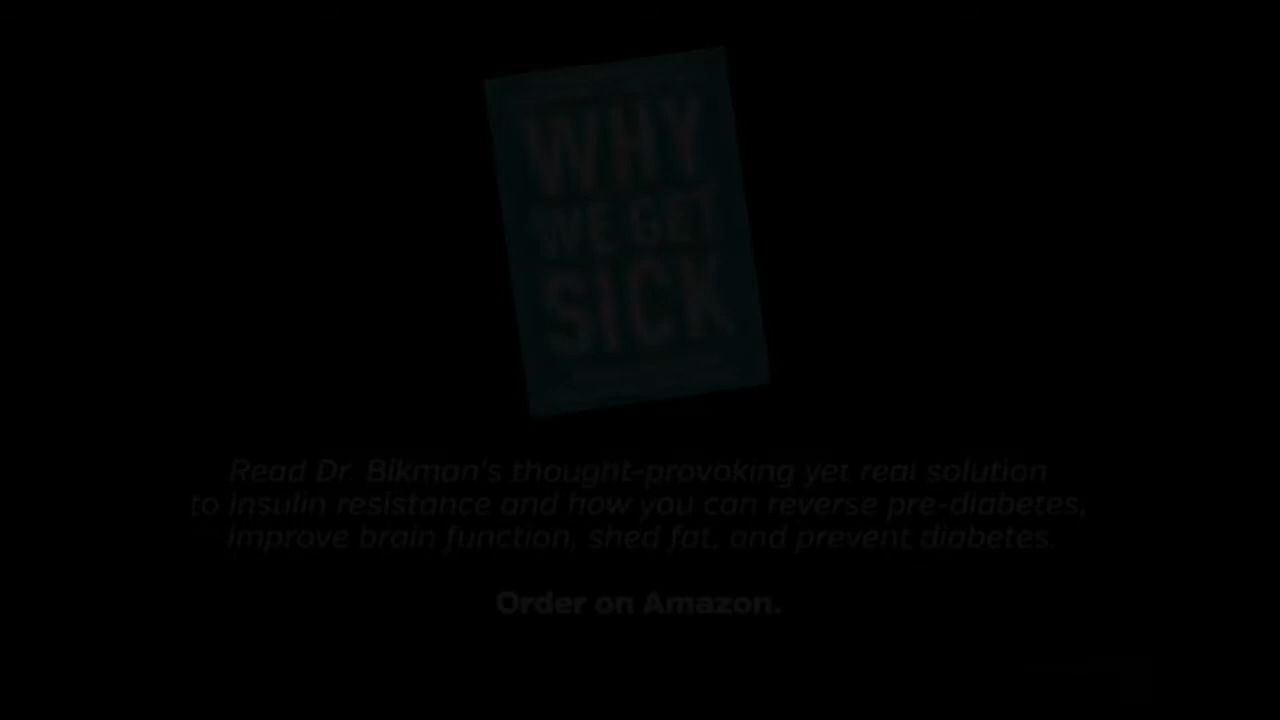 WHY
WE GET
SICK
Read Dr. Bikman's thought-provoking yet real solution
to insulin resistance and how you can reverse pre-diabetes,
improve brain function, shed fat, and prevent diabetes.
Order on Amazon.